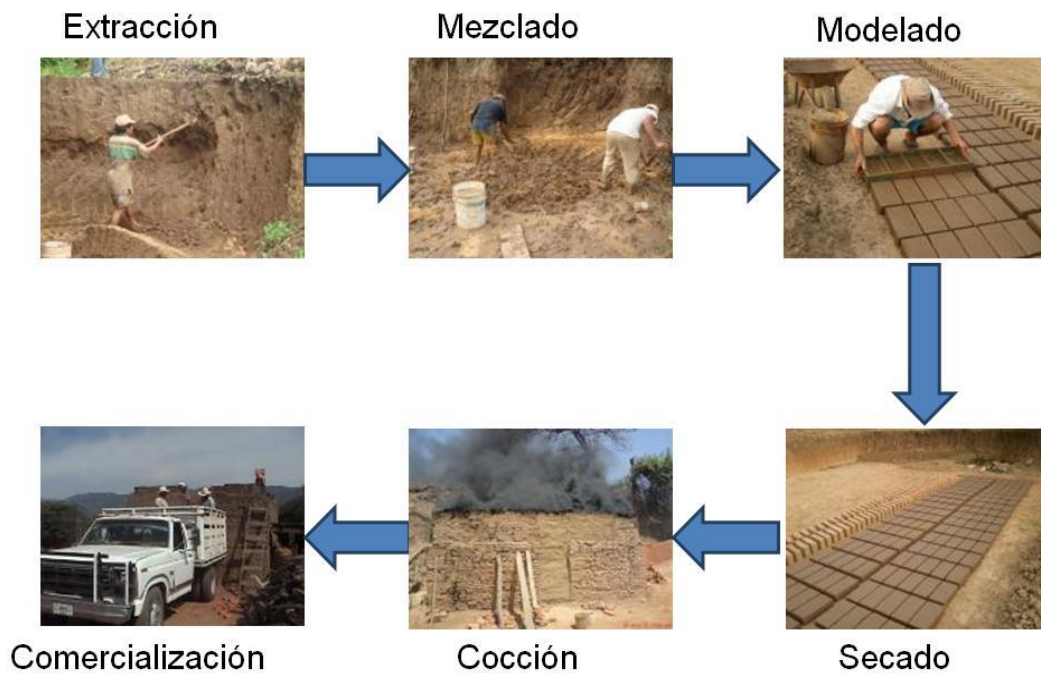 Extracción
Mezclado
Modelado
Secado
Cocción
Comercialización